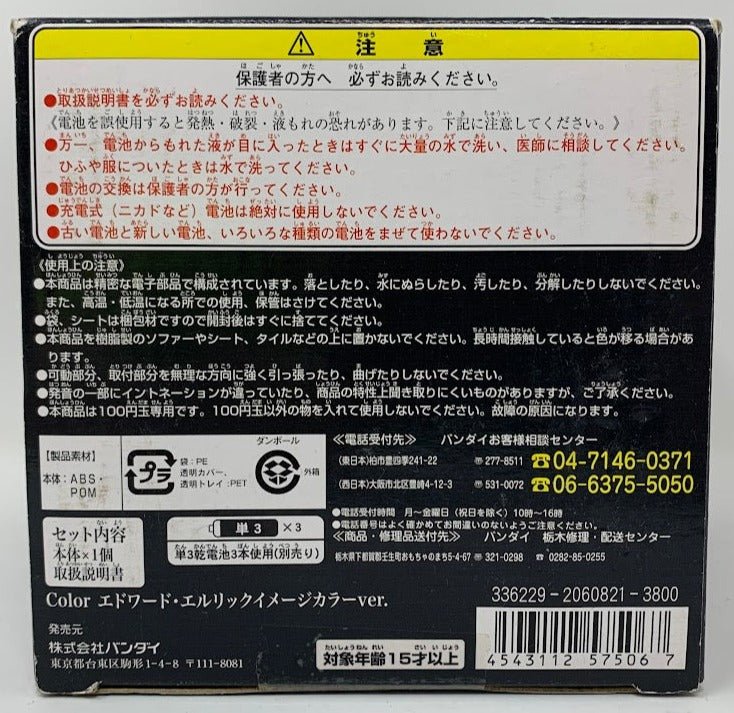 ⚠ 注意
保護者の方へ 必ずお読みください。
●取扱説明書を必ずお読みください。
《電池を誤使用すると発熱・破裂・液もれの恐れがあります。下記に注意してください。》
●万一、電池からもれた液が目に入ったときはすぐに大量の水で洗い、医師に相談してください。
ひふや服についたときは水で洗ってください。
●電池の交換は保護者の方が行ってください。
●充電式（ニカドなど）電池は絶対に使用しないでください。
●古い電池と新しい電池、いろいろな種類の電池をまぜて使わないでください。
《使用上の注意》
●本商品は精密な電子部品で構成されています。落としたり、水にぬらしたり、汚したり、分解したりしないでください。
また、高温・低温になる所での使用、保管はさけてください。
●袋、シートは梱包材ですので開封後はすぐに捨ててください。
●本商品を樹脂製のソファーやシート、タイルなどの上に置かないでください。長時間接触していると色が移る場合があ
ります。
●可動部分、取付部分を無理な方向に強く引っ張ったり、曲げたりしないでください。
●発音の一部にイントネーションが違っていたり、商品の特性上聞き取りにくいものがありますが、ご了承ください。
●本商品は100円玉専用です。100円玉以外の物を入れて使用しないでください。故障の原因になります。
【製品素材】
本体：ABS・
POM
プラ
袋：PE
透明カバー、
透明トレイ：PET
ダンボール
外箱
＜電話受付先＞ バンダイお客様相談センター
(東日本)柏市豊四季241-22 〒277-8511 ☎04-7146-0371
(西日本)大阪市北区豊崎4-12-3 〒531-0072 ☎06-6375-5050
●電話受付時間 月〜金曜日（祝日を除く）10時〜16時
●電話番号はよく確かめてお間違いのないようご注意ください。
＜商品・修理品送付先＞ バンダイ 栃木修理・配送センター
栃木県下都賀郡壬生町おもちゃのまち5-4-67 〒321-0298 ☎0282-85-0255
セット内容
本体×1個
取扱説明書
単3 ×3
単3乾電池3本使用(別売り)
Color エドワード・エルリックイメージカラーver.
336229-2060821-3800
発売元
株式会社バンダイ
東京都台東区駒形1-4-8 〒111-8081
対象年齢15才以上
4543112 575067